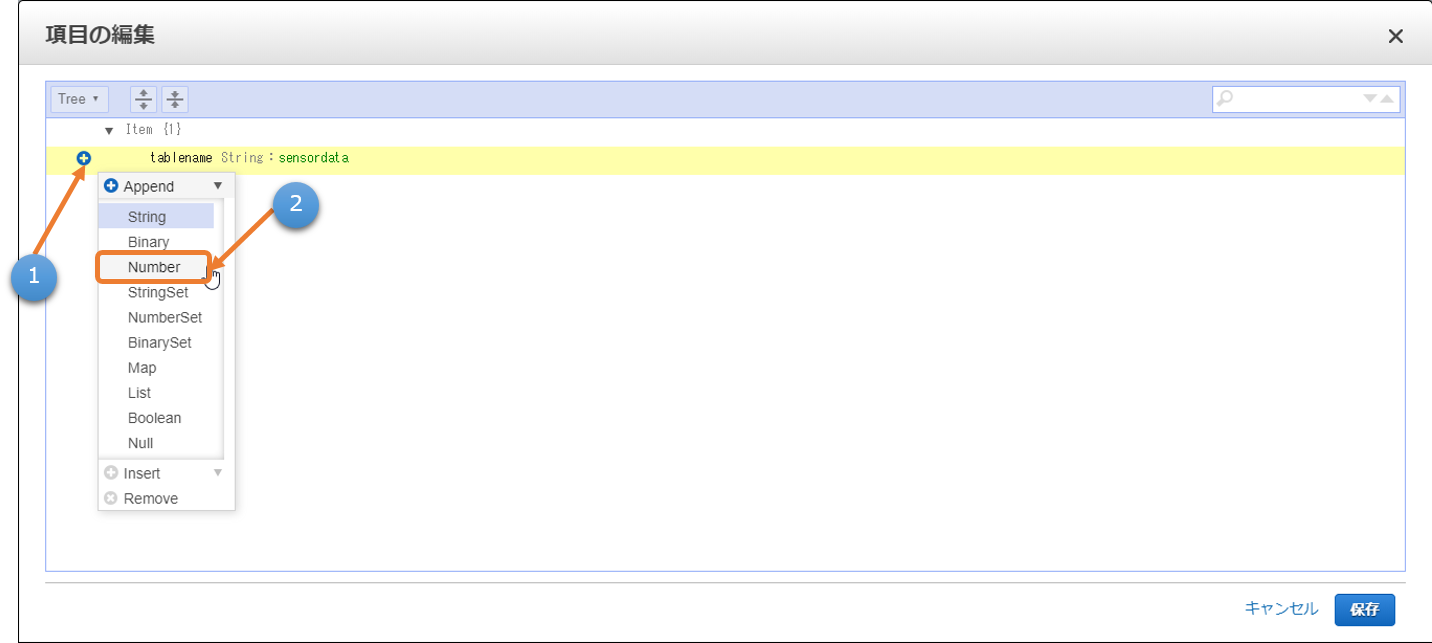 項目の編集
Tree
Item {1}
tablename String : sensordata
Append
String
Binary
Number
StringSet
NumberSet
BinarySet
Map
List
Boolean
Null
Insert
Remove
1
2
キャンセル
保存